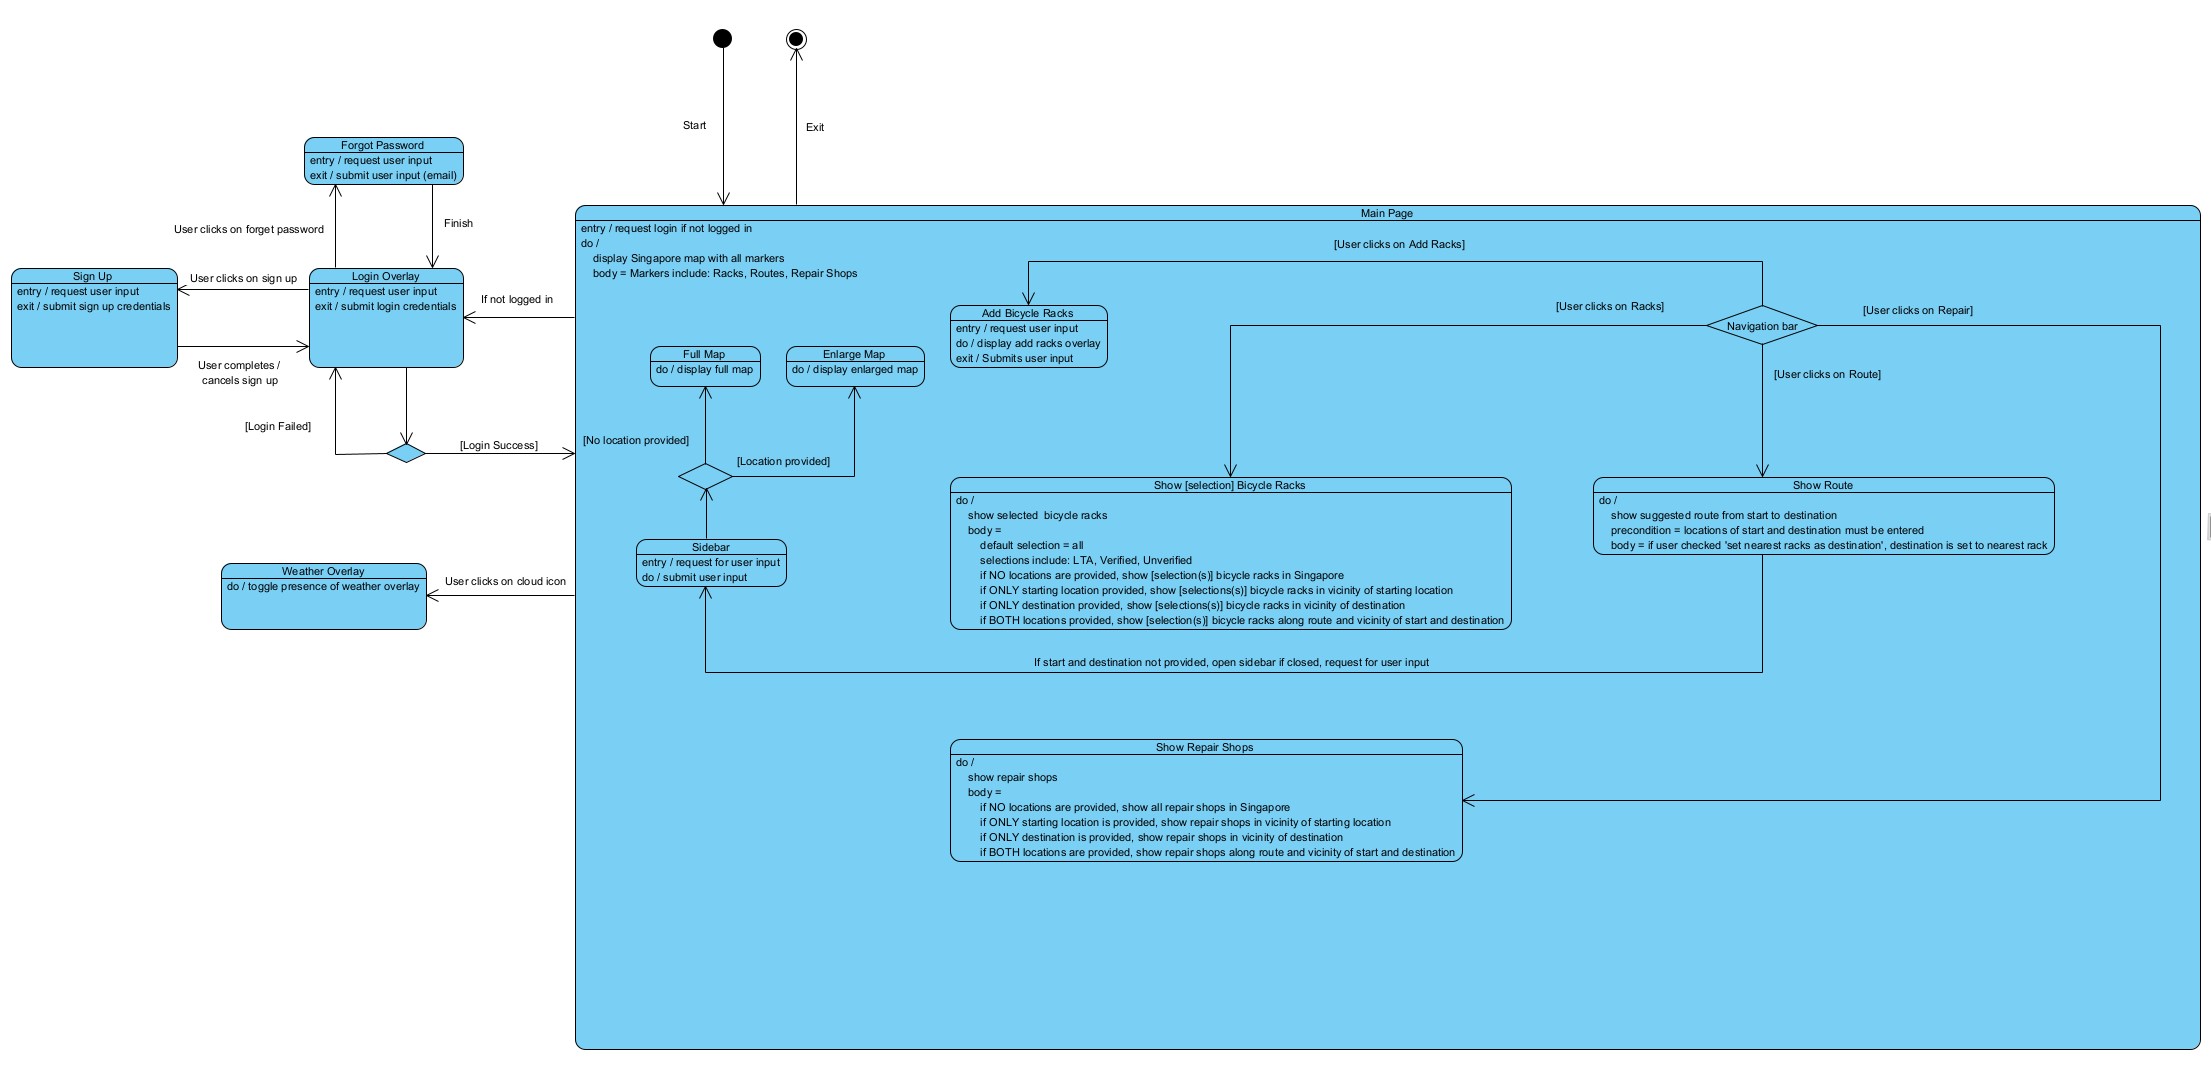 Start
Exit
Forgot Password
entry / request user input
exit / submit user input (email)
User clicks on forget password
Finish
Sign Up
entry / request user input
exit / submit sign up credentials
User clicks on sign up
Login Overlay
entry / request user input
exit / submit login credentials
If not logged in
User completes /
cancels sign up
[Login Failed]
[Login Success]
Weather Overlay
do / toggle presence of weather overlay
User clicks on cloud icon
Main Page
entry / request login if not logged in
do /
display Singapore map with all markers
body = Markers include: Racks, Routes, Repair Shops
[User clicks on Add Racks]
Add Bicycle Racks
entry / request user input
do / display add racks overlay
exit / Submits user input
[User clicks on Racks]
Navigation bar
[User clicks on Repair]
[User clicks on Route]
Full Map
do / display full map
Enlarge Map
do / display enlarged map
[No location provided]
[Location provided]
Sidebar
entry / request for user input
do / submit user input
Show [selection] Bicycle Racks
do /
show selected  bicycle racks
body =
default selection = all
selections include: LTA, Verified, Unverified
if NO locations are provided, show [selection(s)] bicycle racks in Singapore
if ONLY starting location provided, show [selections(s)] bicycle racks in vicinity of starting location
if ONLY destination provided, show [selections(s)] bicycle racks in vicinity of destination
if BOTH locations provided, show [selection(s)] bicycle racks along route and vicinity of start and destination
Show Route
do /
show suggested route from start to destination
precondition = locations of start and destination must be entered
body = if user checked 'set nearest racks as destination', destination is set to nearest rack
If start and destination not provided, open sidebar if closed, request for user input
Show Repair Shops
do /
show repair shops
body =
if NO locations are provided, show all repair shops in Singapore
if ONLY starting location is provided, show repair shops in vicinity of starting location
if ONLY destination is provided, show repair shops in vicinity of destination
if BOTH locations are provided, show repair shops along route and vicinity of start and destination